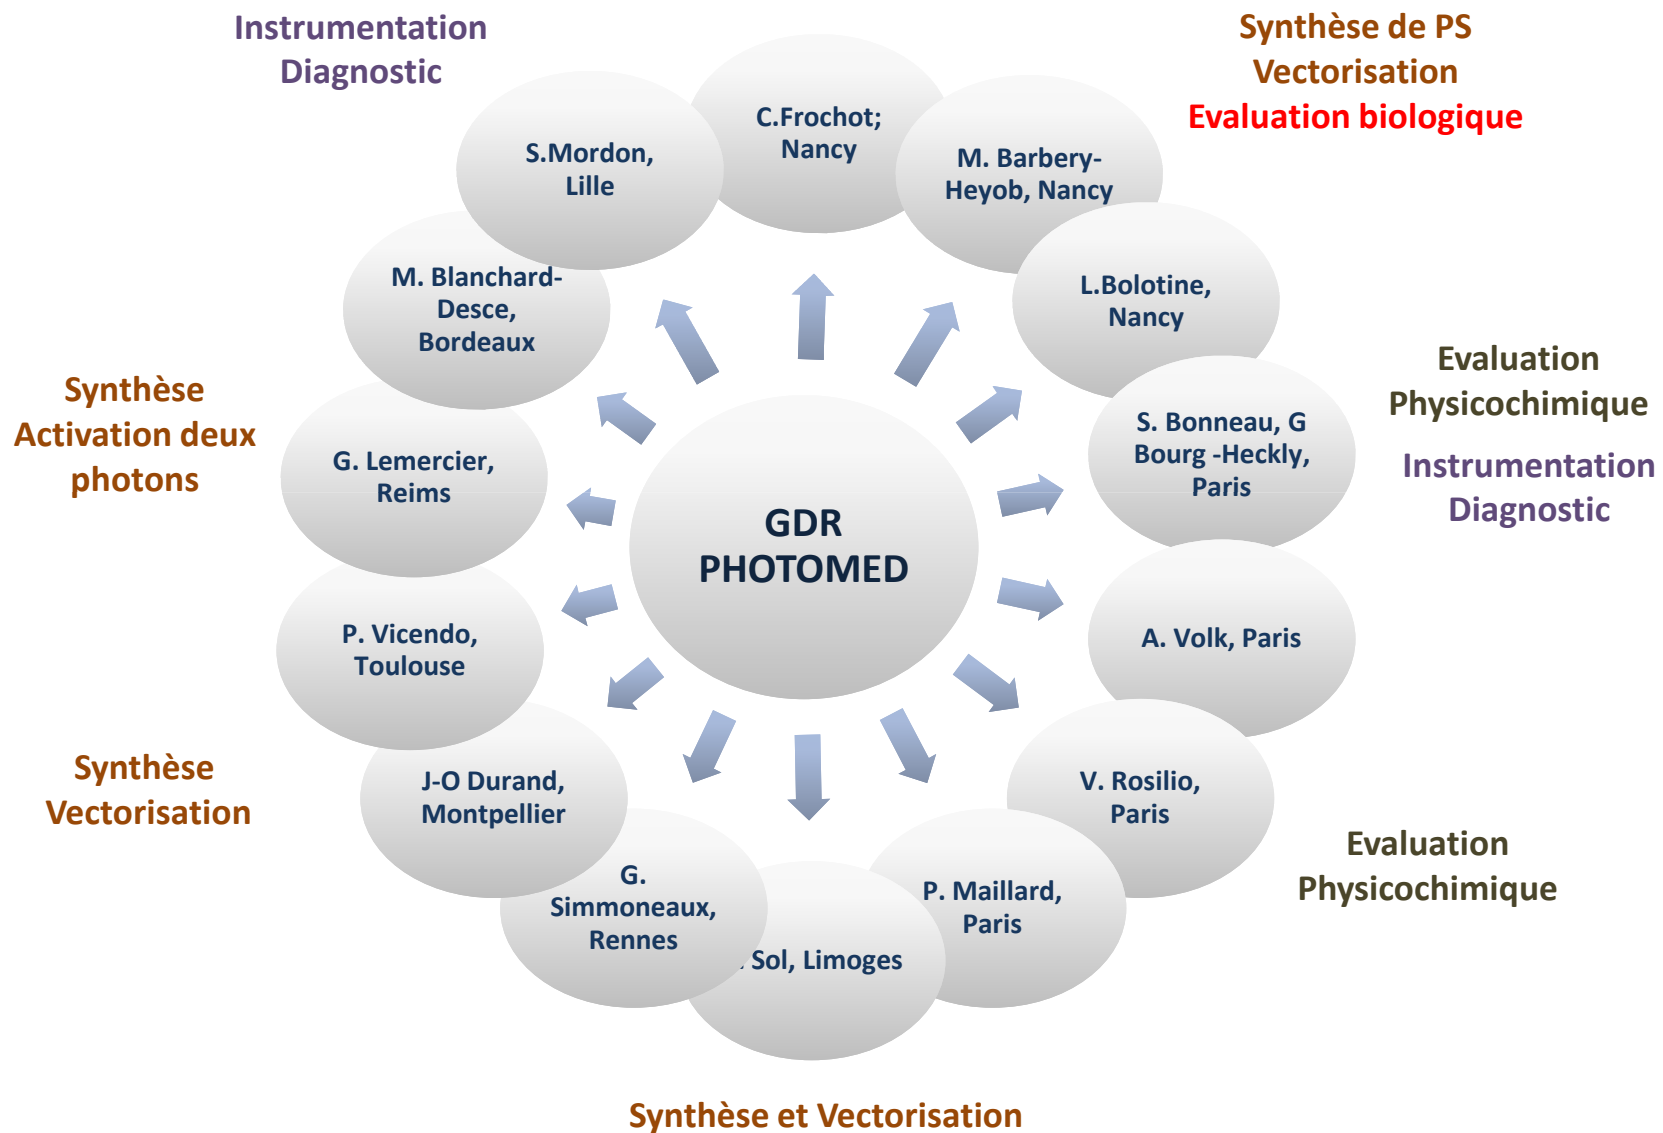 Instrumentation
Diagnostic
Synthèse de PS
Vectorisation
Evaluation biologique
C.Frochot;
Nancy
S.Mordon,
Lille
M. Barbery-
Heyob, Nancy
M. Blanchard-
Desce,
Bordeaux
L.Bolotine,
Nancy
Evaluation
Physicochimique
Instrumentation
Diagnostic
Synthèse
Activation deux
photons
G. Lemercier,
Reims
S. Bonneau, G
Bourg -Heckly,
Paris
GDR
PHOTOMED
P. Vicendo,
Toulouse
A. Volk, Paris
Synthèse
Vectorisation
J-O Durand,
Montpellier
V. Rosilio,
Paris
Evaluation
Physicochimique
G.
Simmoneaux,
Rennes
Sol, Limoges
P. Maillard,
Paris
Synthèse et Vectorisation